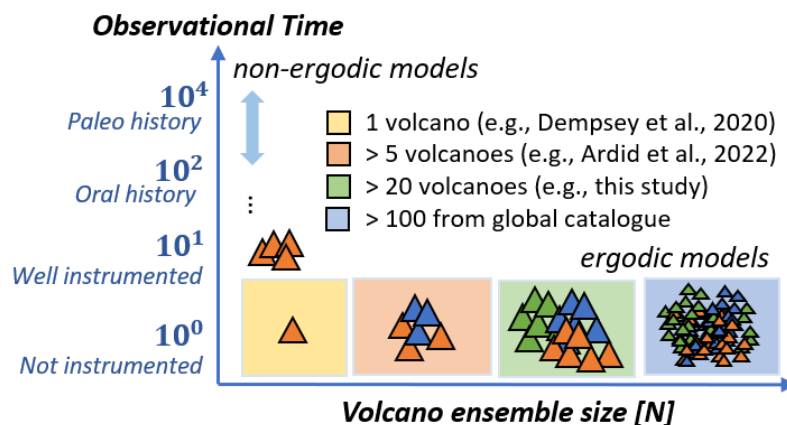 Observational Time
non-ergodic models
10⁴
Paleo history
1 volcano (e.g., Dempsey et al., 2020)
> 5 volcanoes (e.g., Ardid et al., 2022)
> 20 volcanoes (e.g., this study)
> 100 from global catalogue
10²
Oral history
...
10¹
Well instrumented
ergodic models
10⁰
Not instrumented
Volcano ensemble size [N]